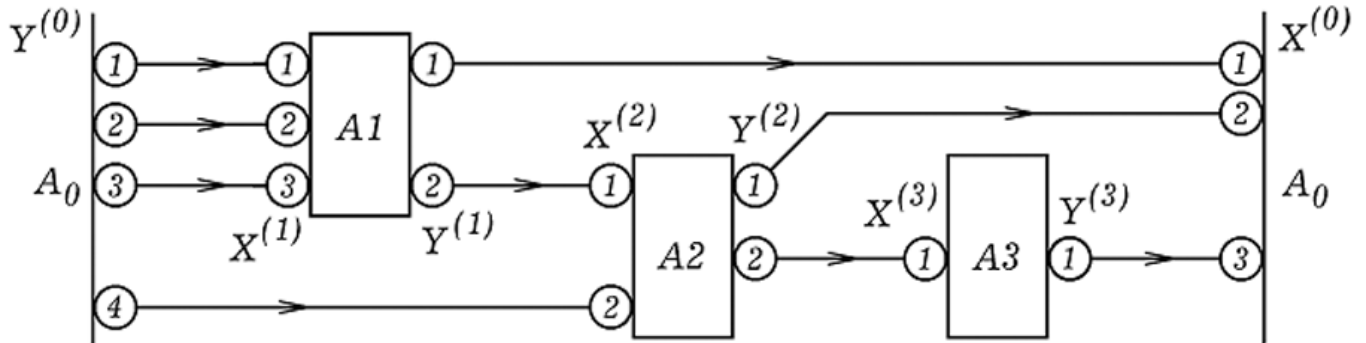 Y^(0) X^(0)
1 1 1 1
2 2 A1 2
X^(2) Y^(2)
A_0 3 3 2 1 1 A_0
X^(1) Y^(1) X^(3) Y^(3)
A2 2 1 A3 1 3
4 2